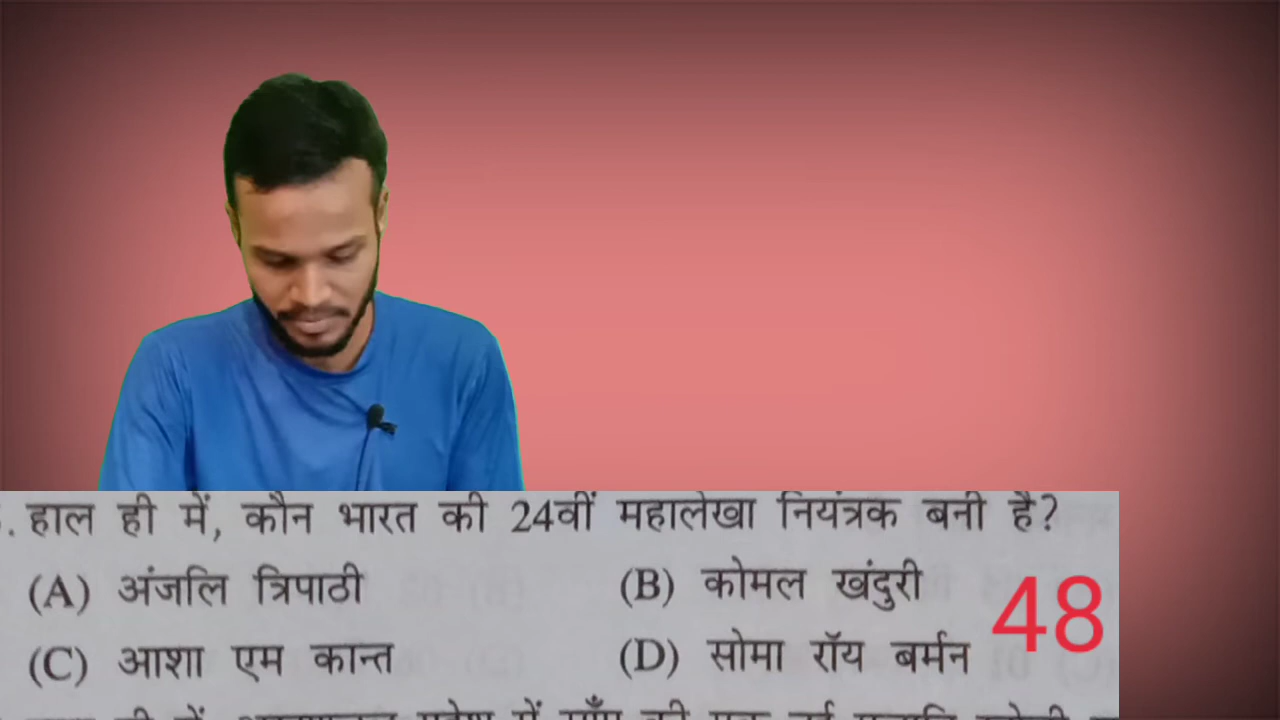 . हाल ही में, कौन भारत की 24वीं महालेखा नियंत्रक बनी है?
(A) अंजलि त्रिपाठी (B) कोमल खंदुरी
48
(C) आशा एम कान्त (D) सोमा रॉय बर्मन